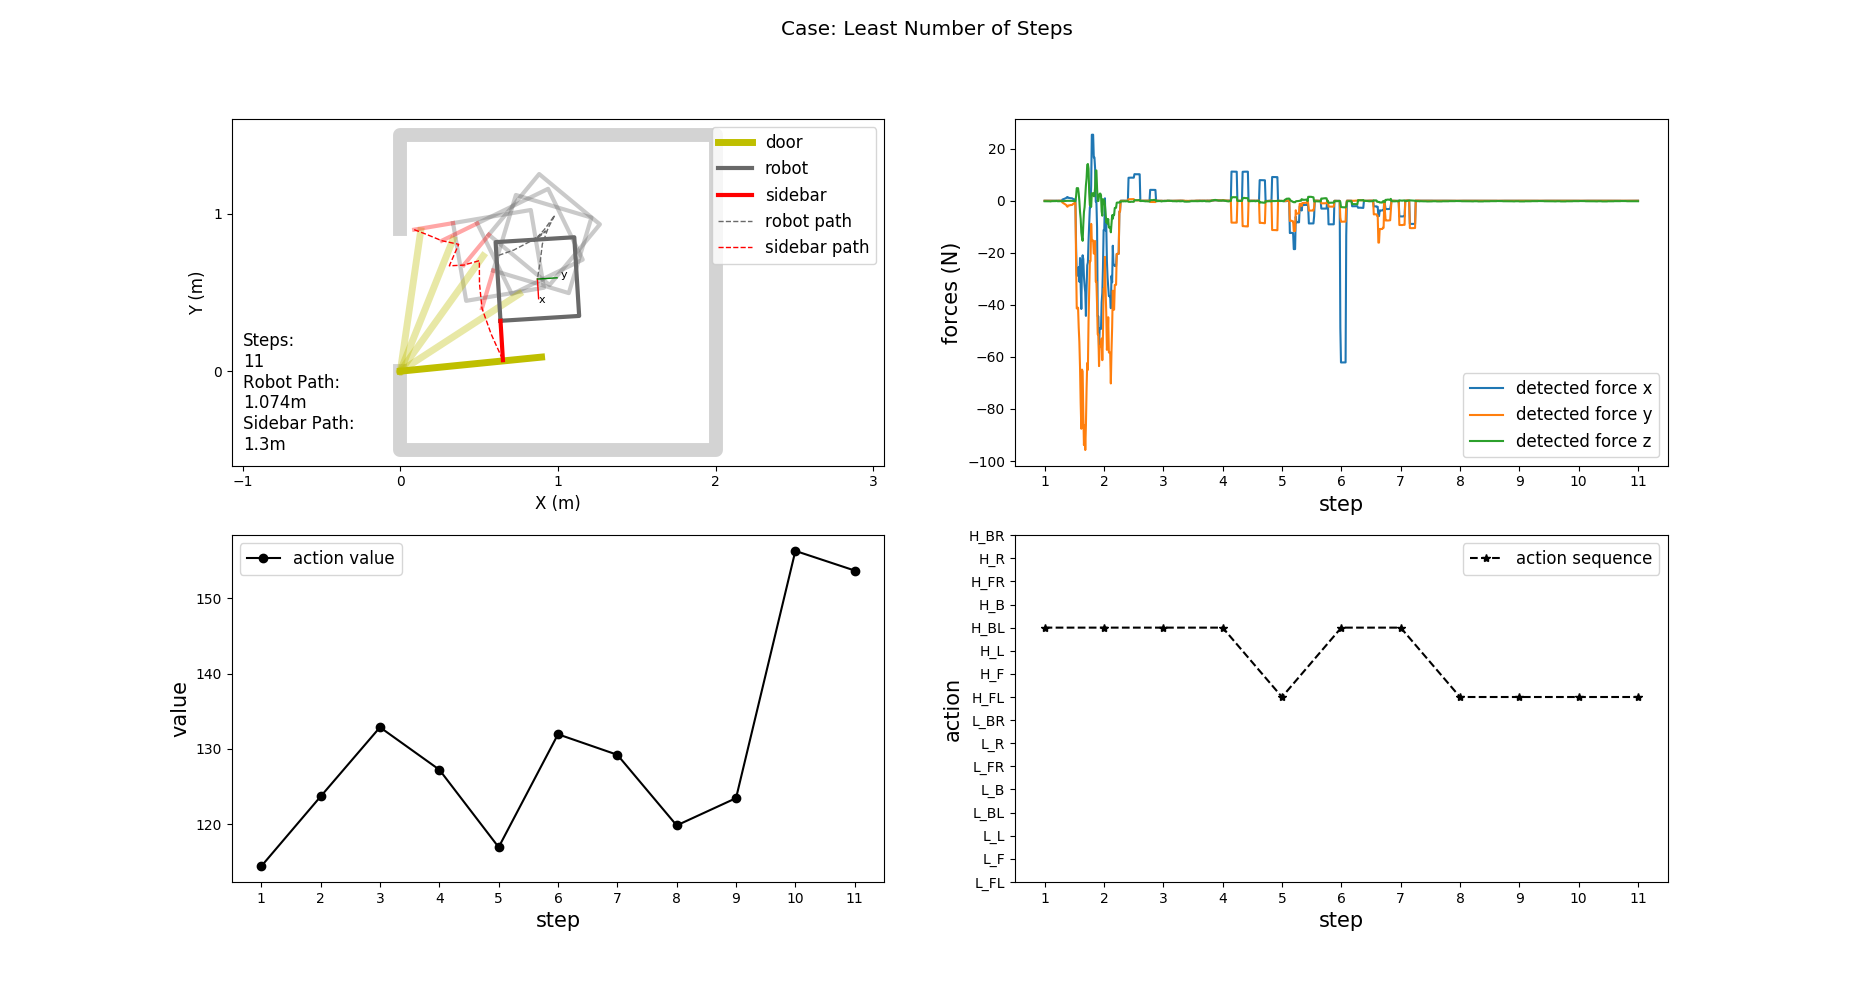 Case: Least Number of Steps
door
robot
sidebar
robot path
sidebar path
y
x
Steps:
11
Robot Path:
1.074m
Sidebar Path:
1.3m
1
0
Y (m)
−1 0 1 2 3
X (m)
20
0
−20
−40
−60
−80
−100
forces (N)
detected force x
detected force y
detected force z
1 2 3 4 5 6 7 8 9 10 11
step
action value
150
140
130
120
value
1 2 3 4 5 6 7 8 9 10 11
step
action sequence
H_BR
H_R
H_FR
H_B
H_BL
H_L
H_F
H_FL
L_BR
L_R
L_FR
L_B
L_BL
L_L
L_F
L_FL
action
1 2 3 4 5 6 7 8 9 10 11
step